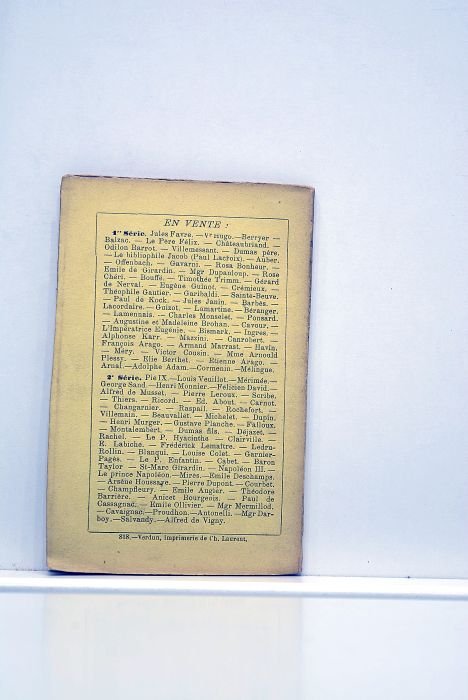 EN VENTE :
1re Série. Jules Favre. — Vr Hugo. — Berryer —
Balzac. — Le Père Félix. — Châteaubriand. —
Odilon Barrot. — Villemessant. — Dumas père.
— Le bibliophile Jacob (Paul Lacroix). — Auber.
— Offenbach. — Gavarni. — Rosa Bonheur. —
Emile de Girardin. — Mgr Dupanloup. — Rose
Chéri. — Bouffé. — Timothée Trimm. — Gérard
de Nerval. — Eugène Guinot. — Crémieux. —
Théophile Gautier. — Garibaldi. — Sainte-Beuve.
— Paul de Kock. — Jules Janin. — Barbès. —
Lacordaire. — Guizot. — Lamartine. — Béranger.
— Lamennais. — Charles Monselet. — Ponsard.
— Augustine et Madeleine Brohan. — Cavour. —
L'Impératrice Eugénie. — Bismark. — Ingres. —
Alphonse Karr. — Mazzini. — Canrobert. —
François Arago. — Armand Marrast. — Havin.
— Méry. — Victor Cousin. — Mme Arnould
Plessy. — Elie Berthet. — Etienne Arago. —
Arnal. — Adolphe Adam. — Cormenin. — Mélingue.
2e Série. Pie IX. — Louis Veuillot. — Mérimée. —
George Sand. — Henri Monnier. — Félicien David. —
Alfred de Musset. — Pierre Leroux. — Scribe.
— Thiers. — Ricord. — Ed. About. — Carnot.
— Changarnier. — Raspail. — Rochefort. —
Villemain. — Beauvallet. — Michelet. — Dupin.
— Henri Murger. — Gustave Planche. — Falloux.
— Montalembert. — Dumas fils. — Déjazet. —
Rachel. — Le P. Hyacinthe — Clairville. —
E. Labiche. — Frédérick Lemaître. — Ledru-
Rollin. — Blanqui. — Louise Colet. — Garnier-
Pagès. — Le P. Enfantin. — Cabet. — Baron
Taylor — St-Marc Girardin. — Napoléon III. —
Le prince Napoléon. — Mirès. — Emile Deschamps.
— Arsène Houssaye. — Pierre Dupont. — Courbet.
— Champfleury. — Emile Augier. — Théodore
Barrière. — Anicet Bourgeois. — Paul de
Cassagnac. — Emile Ollivier. — Mgr Mermillod.
— Cavaignac. — Proudhon. — Antonelli. — Mgr Dar-
boy. — Salvandy. — Alfred de Vigny.
818. — Verdun, imprimerie de Ch. Laurent.